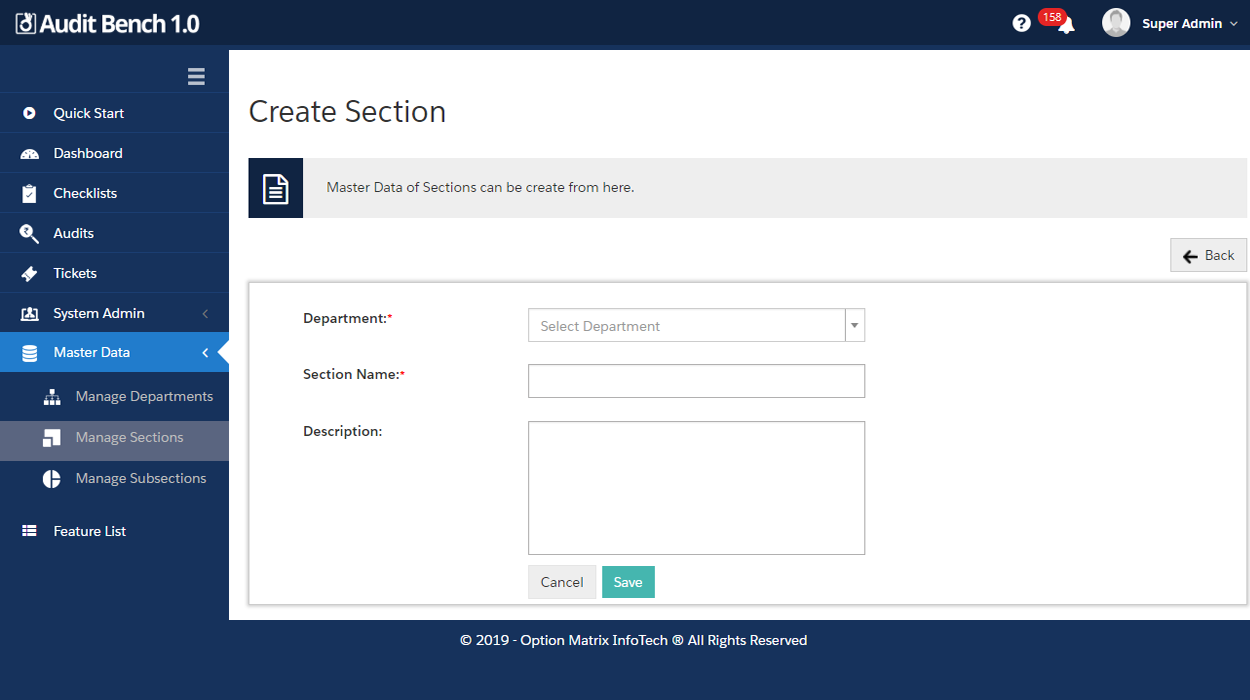 Audit Bench 1.0
158
Super Admin
Quick Start
Dashboard
Checklists
Audits
Tickets
System Admin
Master Data
Manage Departments
Manage Sections
Manage Subsections
Feature List
Create Section
Master Data of Sections can be create from here.
Back
Department:*
Select Department
Section Name:*
Description:
Cancel
Save
© 2019 - Option Matrix InfoTech ® All Rights Reserved